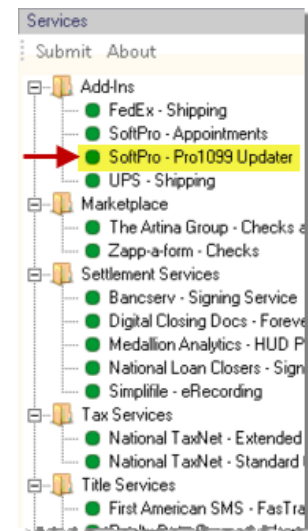 Services
Submit About
Add-Ins
FedEx - Shipping
SoftPro - Appointments
SoftPro - Pro1099 Updater
UPS - Shipping
Marketplace
The Artina Group - Checks a
Zapp-a-form - Checks
Settlement Services
Bancserv - Signing Service
Digital Closing Docs - Foreve
Medallion Analytics - HUD P
National Loan Closers - Sign
Simplifile - eRecording
Tax Services
National TaxNet - Extended
National TaxNet - Standard
Title Services
First American SMS - FasTra